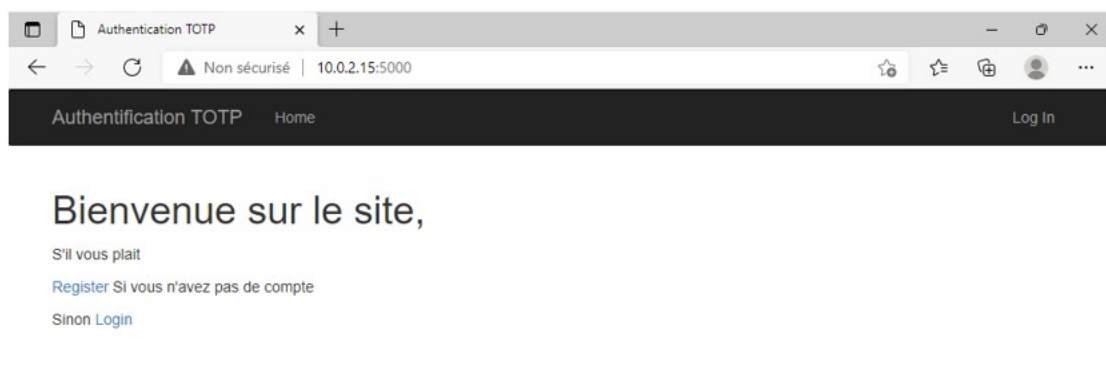 Authentication TOTP
Non sécurisé | 10.0.2.15:5000
Authentification TOTP Home Log In
Bienvenue sur le site,
S'il vous plait
Register Si vous n'avez pas de compte
Sinon Login